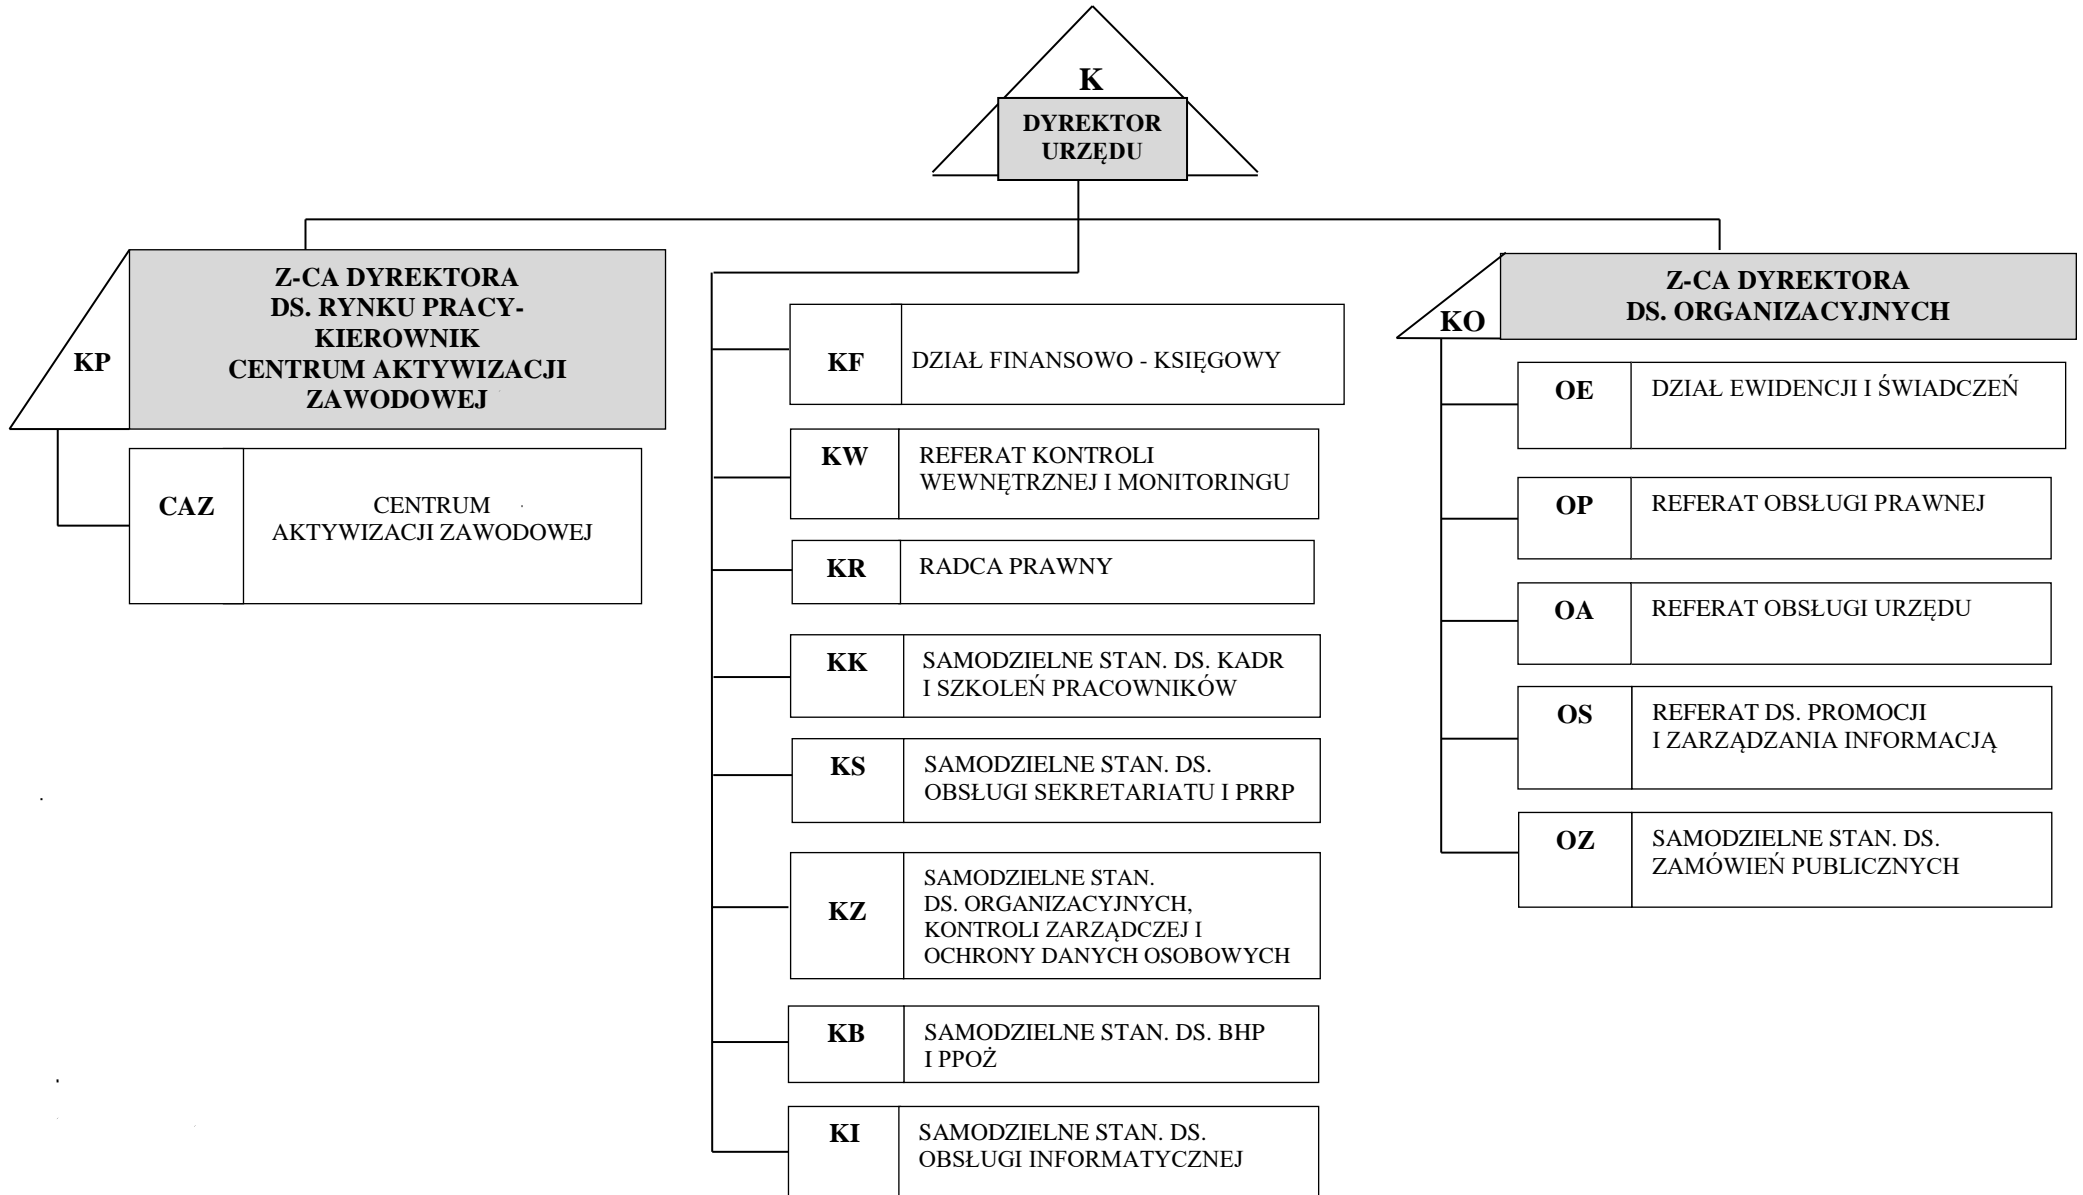 K
DYREKTOR
URZĘDU
KP
Z-CA DYREKTORA
DS. RYNKU PRACY-
KIEROWNIK
CENTRUM AKTYWIZACJI
ZAWODOWEJ
CAZ
CENTRUM
AKTYWIZACJI ZAWODOWEJ
KF
DZIAŁ FINANSOWO - KSIĘGOWY
KW
REFERAT KONTROLI
WEWNĘTRZNEJ I MONITORINGU
KR
RADCA PRAWNY
KK
SAMODZIELNE STAN. DS. KADR
I SZKOLEŃ PRACOWNIKÓW
KS
SAMODZIELNE STAN. DS.
OBSŁUGI SEKRETARIATU I PRRP
KZ
SAMODZIELNE STAN.
DS. ORGANIZACYJNYCH,
KONTROLI ZARZĄDCZEJ I
OCHRONY DANYCH OSOBOWYCH
KB
SAMODZIELNE STAN. DS. BHP
I PPOŻ
KI
SAMODZIELNE STAN. DS.
OBSŁUGI INFORMATYCZNEJ
KO
Z-CA DYREKTORA
DS. ORGANIZACYJNYCH
OE
DZIAŁ EWIDENCJI I ŚWIADCZEŃ
OP
REFERAT OBSŁUGI PRAWNEJ
OA
REFERAT OBSŁUGI URZĘDU
OS
REFERAT DS. PROMOCJI
I ZARZĄDZANIA INFORMACJĄ
OZ
SAMODZIELNE STAN. DS.
ZAMÓWIEŃ PUBLICZNYCH